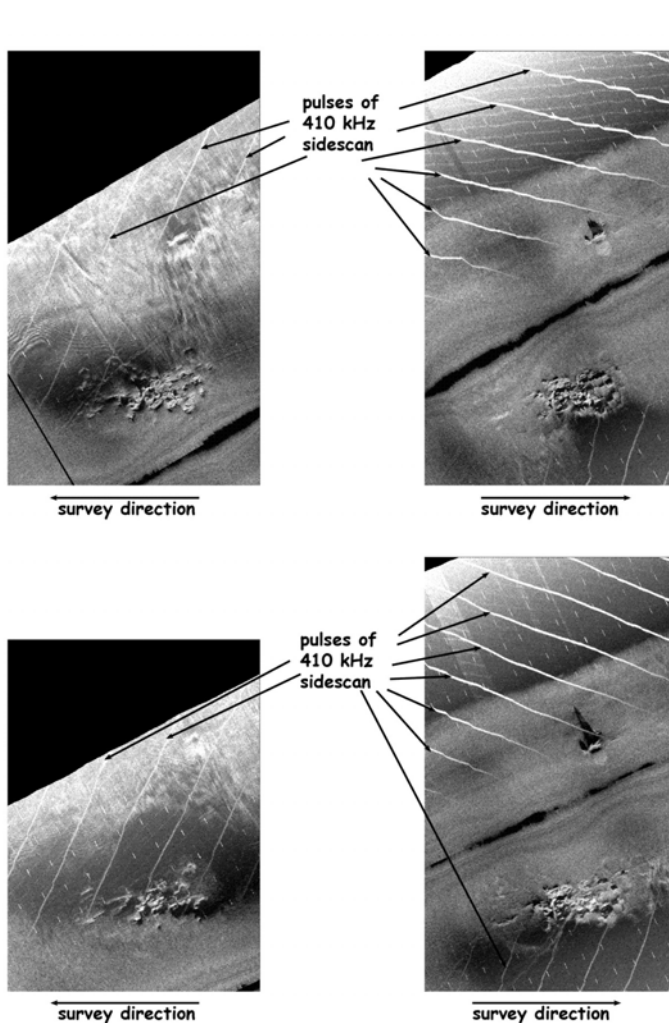 pulses of
410 kHz
sidescan
survey direction
survey direction
pulses of
410 kHz
sidescan
survey direction
survey direction